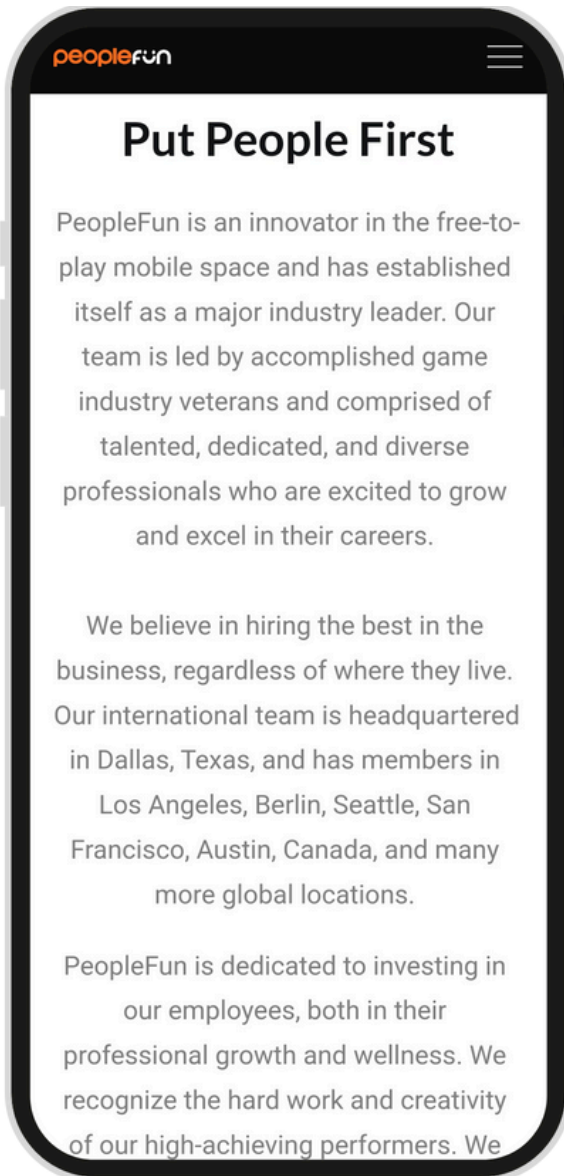 peopleFun
Put People First
PeopleFun is an innovator in the free-to-
play mobile space and has established
itself as a major industry leader. Our
team is led by accomplished game
industry veterans and comprised of
talented, dedicated, and diverse
professionals who are excited to grow
and excel in their careers.
We believe in hiring the best in the
business, regardless of where they live.
Our international team is headquartered
in Dallas, Texas, and has members in
Los Angeles, Berlin, Seattle, San
Francisco, Austin, Canada, and many
more global locations.
PeopleFun is dedicated to investing in
our employees, both in their
professional growth and wellness. We
recognize the hard work and creativity
of our high-achieving performers. We